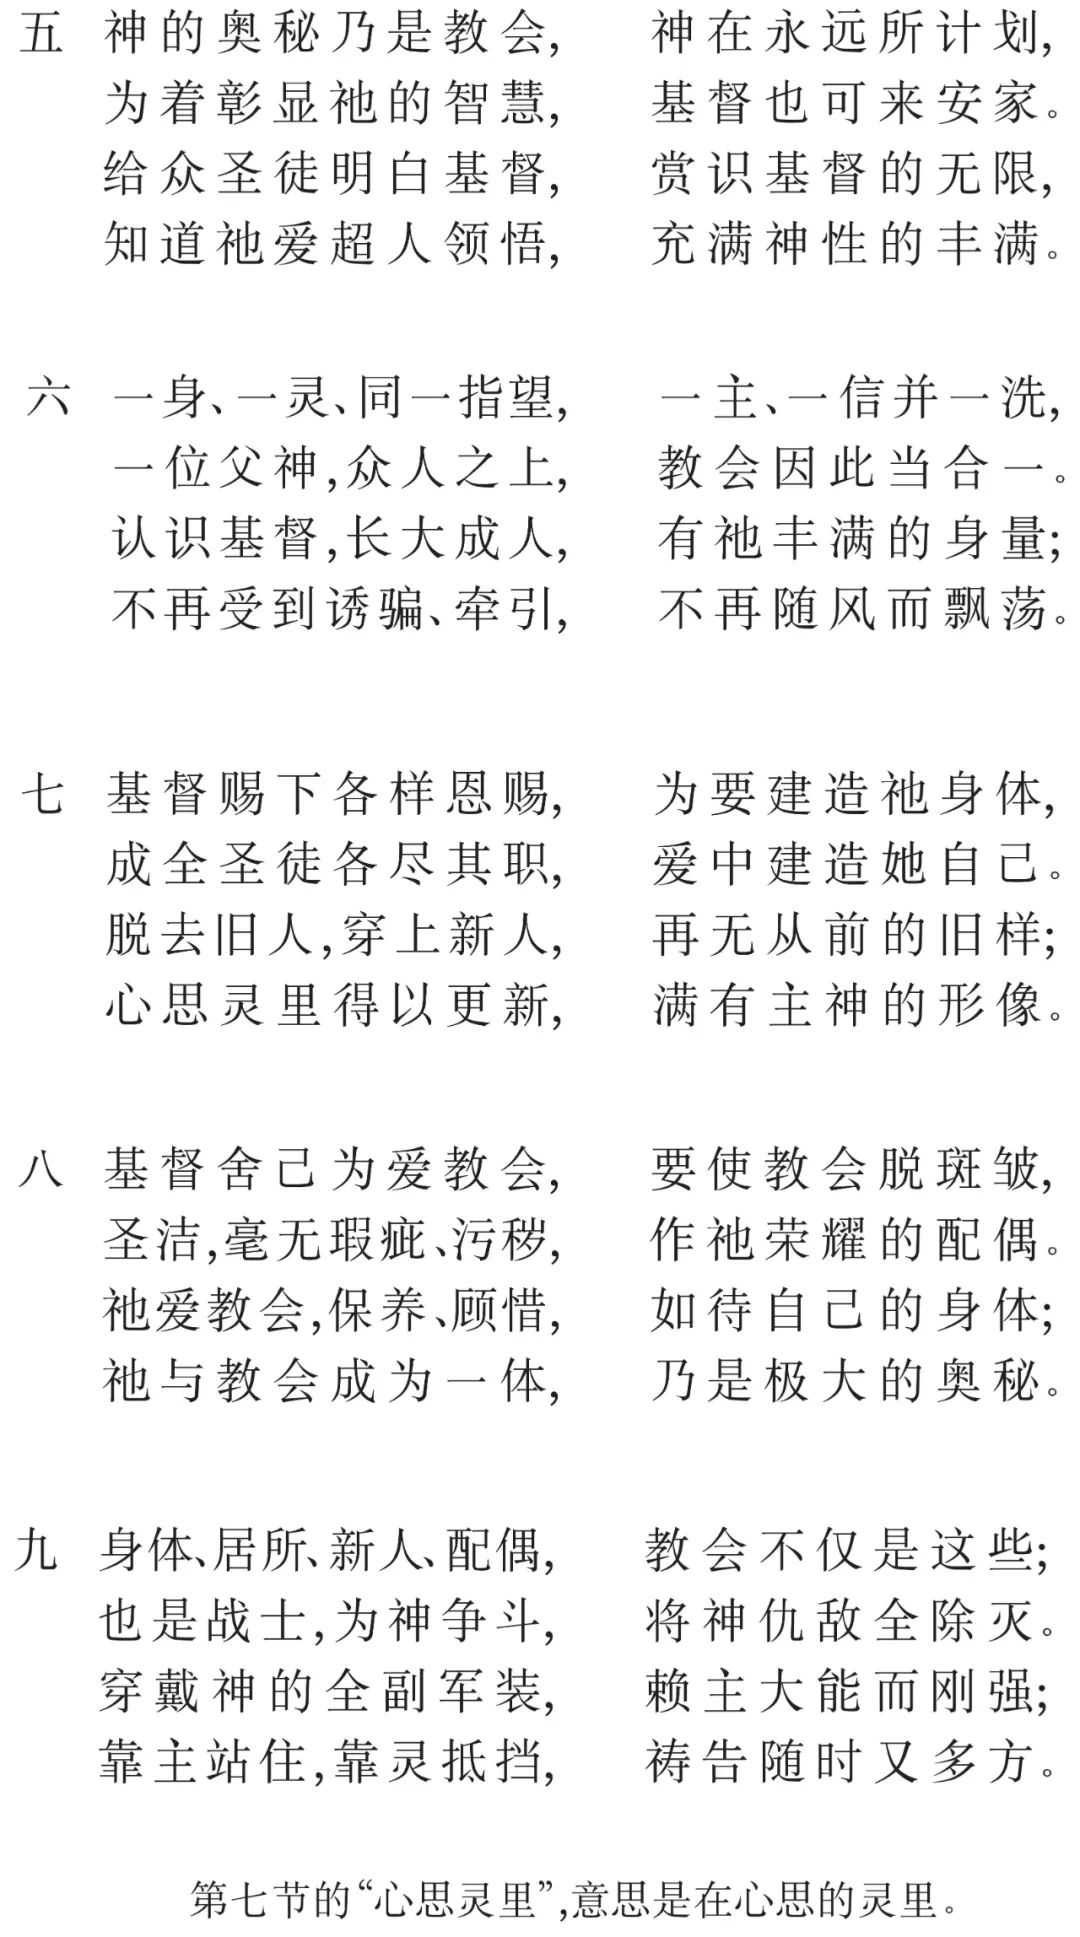 五 神的奥秘乃是教会, 神在永远所计划,
为着彰显祂的智慧, 基督也可来安家。
给众圣徒明白基督, 赏识基督的无限,
知道祂爱超人领悟, 充满神性的丰满。
六 一身、一灵、同一指望, 一主、一信并一洗,
一位父神,众人之上, 教会因此当合一。
认识基督,长大成人, 有祂丰满的身量;
不再受到诱骗、牵引, 不再随风而飘荡。
七 基督赐下各样恩赐, 为要建造祂身体,
成全圣徒各尽其职, 爱中建造她自己。
脱去旧人,穿上新人, 再无从前的旧样;
心思灵里得以更新, 满有主神的形像。
八 基督舍己为爱教会, 要使教会脱斑皱,
圣洁,毫无瑕疵、污秽, 作祂荣耀的配偶。
祂爱教会,保养、顾惜, 如待自己的身体;
祂与教会成为一体, 乃是极大的奥秘。
九 身体、居所、新人、配偶, 教会不仅是这些;
也是战士,为神争斗, 将神仇敌全除灭。
穿戴神的全副军装, 赖主大能而刚强;
靠主站住,靠灵抵挡, 祷告随时又多方。
第七节的“心思灵里”,意思是在心思的灵里。